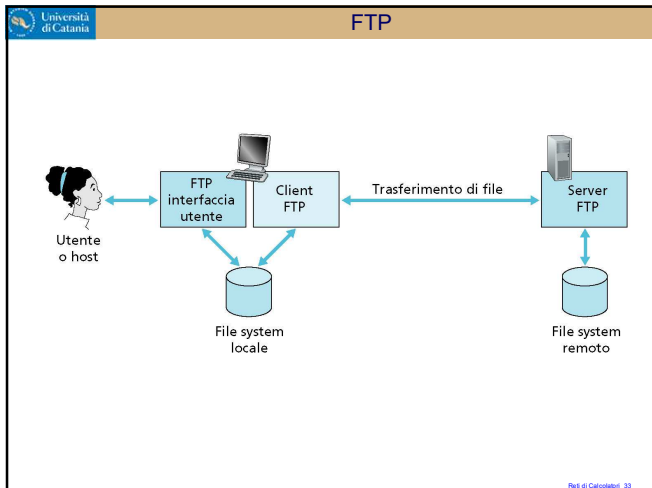 Università
di Catania
FTP
FTP
interfaccia
utente
Client
FTP
Trasferimento di file
Server
FTP
Utente
o host
File system
locale
File system
remoto
Reti di Calcolatori 33